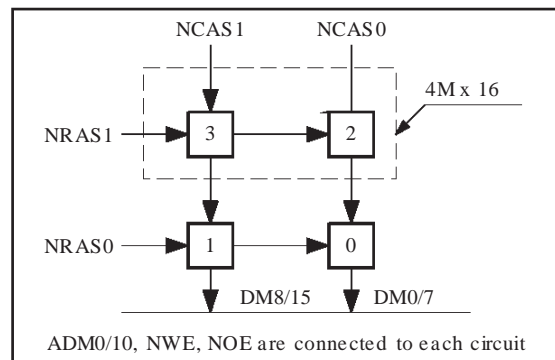 NCAS1 NCAS0
4M x 16
NRAS1 3 2
NRAS0 1 0
DM8/15 DM0/7
ADM0/10, NWE, NOE are connected to each circuit